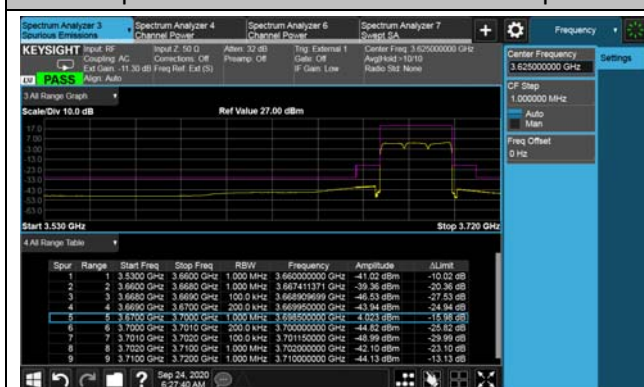 Spectrum Analyzer 3
Spurious Emissions
Spectrum Analyzer 4
Channel Power
Spectrum Analyzer 6
Channel Power
Spectrum Analyzer 7
Swept SA
Frequency
KEYSIGHT
Input: RF
Coupling: AC
Ext Gain: -11.30 dB
Align: Auto
Input Z: 50 Ω
Corrections: Off
Freq Ref: Ext (S)
Atten: 32 dB
Preamp: Off
Trig: External 1
Gate: Off
IF Gain: Low
Center Freq: 3.625000000 GHz
Avg|Hold:>10/10
Radio Std: None
PASS
Center Frequency
3.625000000 GHz
Settings
CF Step
1.000000 MHz
Auto
Man
Freq Offset
0 Hz
3 All Range Graph
Scale/Div 10.0 dB
Ref Value 27.00 dBm
17.0
7.00
-3.00
-13.0
-23.0
-33.0
-43.0
-53.0
-63.0
Start 3.530 GHz
Stop 3.720 GHz
4 All Range Table
Spur Range Start Freq Stop Freq RBW Frequency Amplitude ΔLimit
1 1 3.5300 GHz 3.6600 GHz 1.000 MHz 3.660000000 GHz -41.02 dBm -10.02 dB
2 2 3.6600 GHz 3.6680 GHz 1.000 MHz 3.667411371 GHz -39.36 dBm -20.36 dB
3 3 3.6680 GHz 3.6690 GHz 100.0 kHz 3.668909699 GHz -46.53 dBm -27.53 dB
4 4 3.6690 GHz 3.6700 GHz 200.0 kHz 3.669950000 GHz -43.94 dBm -24.94 dB
5 5 3.6700 GHz 3.7000 GHz 1.000 MHz 3.698500000 GHz 4.023 dBm -15.98 dB
6 6 3.7000 GHz 3.7010 GHz 200.0 kHz 3.700000000 GHz -44.82 dBm -25.82 dB
7 7 3.7010 GHz 3.7020 GHz 100.0 kHz 3.701150000 GHz -48.99 dBm -29.99 dB
8 8 3.7020 GHz 3.7100 GHz 1.000 MHz 3.702000000 GHz -42.10 dBm -23.10 dB
9 9 3.7100 GHz 3.7200 GHz 1.000 MHz 3.710000000 GHz -44.13 dBm -13.13 dB
Sep 24, 2020
6:27:40 AM